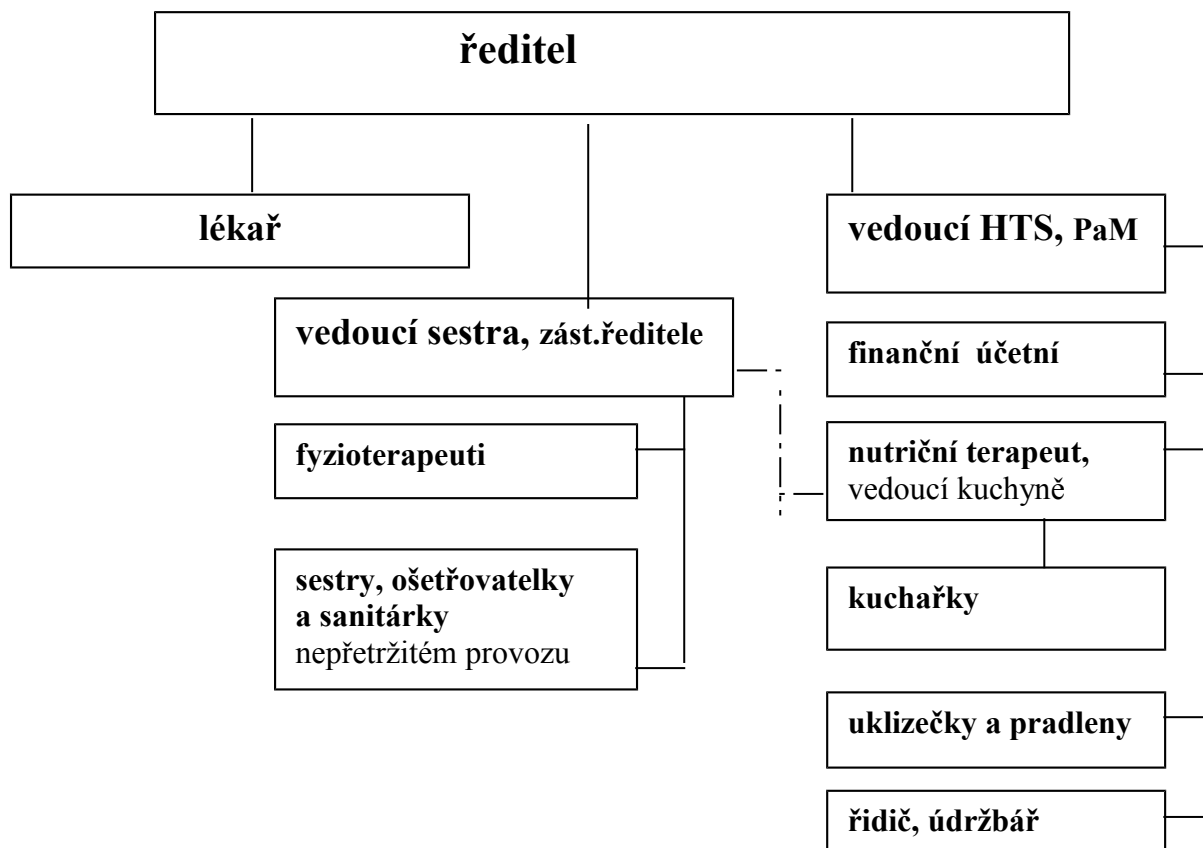 ředitel
lékař
vedoucí HTS, PaM
vedoucí sestra, zást.ředitele
finanční účetní
fyzioterapeuti
nutriční terapeut,
vedoucí kuchyně
sestry, ošetřovatelky
a sanitárky
nepřetržitém provozu
kuchařky
uklizečky a pradleny
řidič, údržbář